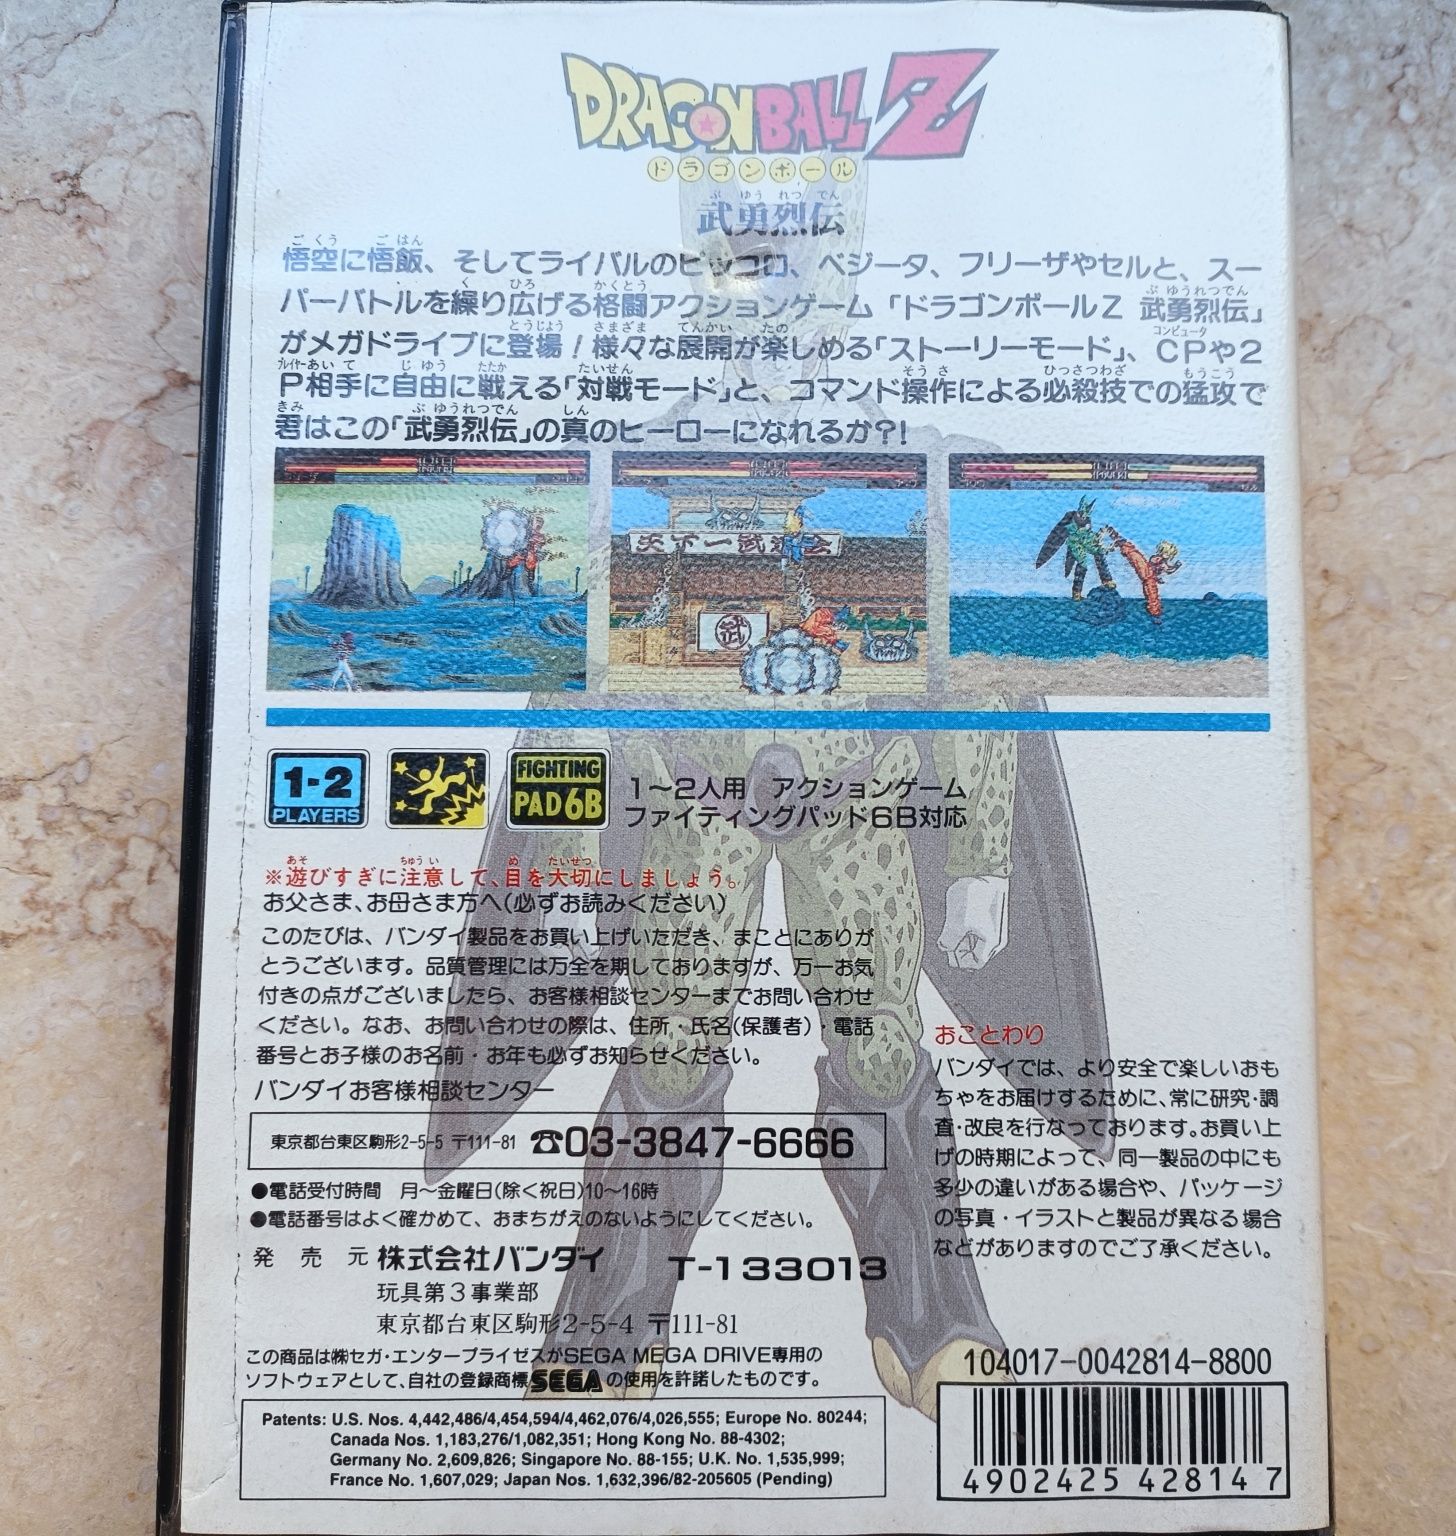 DRAGONBALL Z
ドラゴンボール
ぶ ゆう れつ でん
武勇烈伝
悟空に悟飯、そしてライバルのピッコロ、ベジータ、フリーザやセルと、スー
パーバトルを繰り広げる格闘アクションゲーム「ドラゴンボールZ 武勇烈伝」
がメガドライブに登場！様々な展開が楽しめる「ストーリーモード」、CPや2
P相手に自由に戦える「対戦モード」と、コマンド操作による必殺技での猛攻で
君はこの「武勇烈伝」の真のヒーローになれるか?!
天下一武道会
武
1-2
PLAYERS
FIGHTING
PAD 6B
1〜2人用 アクションゲーム
ファイティングパッド6B対応
※遊びすぎに注意して、目を大切にしましょう。
お父さま、お母さま方へ(必ずお読みください)
このたびは、バンダイ製品をお買い上げいただき、まことにありが
とうございます。品質管理には万全を期しておりますが、万一お気
付きの点がございましたら、お客様相談センターまでお問い合わせ
ください。なお、お問い合わせの際は、住所・氏名(保護者)・電話
番号とお子様のお名前・お年も必ずお知らせください。
バンダイお客様相談センター
東京都台東区駒形2-5-5 〒111-81 ☎03-3847-6666
●電話受付時間 月〜金曜日(除く祝日)10〜16時
●電話番号はよく確かめて、おまちがえのないようにしてください。
発売元 株式会社バンダイ T-133013
玩具第3事業部
東京都台東区駒形2-5-4 〒111-81
この商品は㈱セガ・エンタープライゼスがSEGA MEGA DRIVE専用の
ソフトウェアとして、自社の登録商標SEGAの使用を許諾したものです。
Patents: U.S. Nos. 4,442,486/4,454,594/4,462,076/4,026,555; Europe No. 80244;
Canada Nos. 1,183,276/1,082,351; Hong Kong No. 88-4302;
Germany No. 2,609,826; Singapore No. 88-155; U.K. No. 1,535,999;
France No. 1,607,029; Japan Nos. 1,632,396/82-205605 (Pending)
おことわり
バンダイでは、より安全で楽しいおも
ちゃをお届けするために、常に研究・調
査・改良を行なっております。お買い上
げの時期によって、同一製品の中にも
多少の違いがある場合や、パッケージ
の写真・イラストと製品が異なる場合
などがありますのでご了承ください。
104017-0042814-8800
4902425 428147